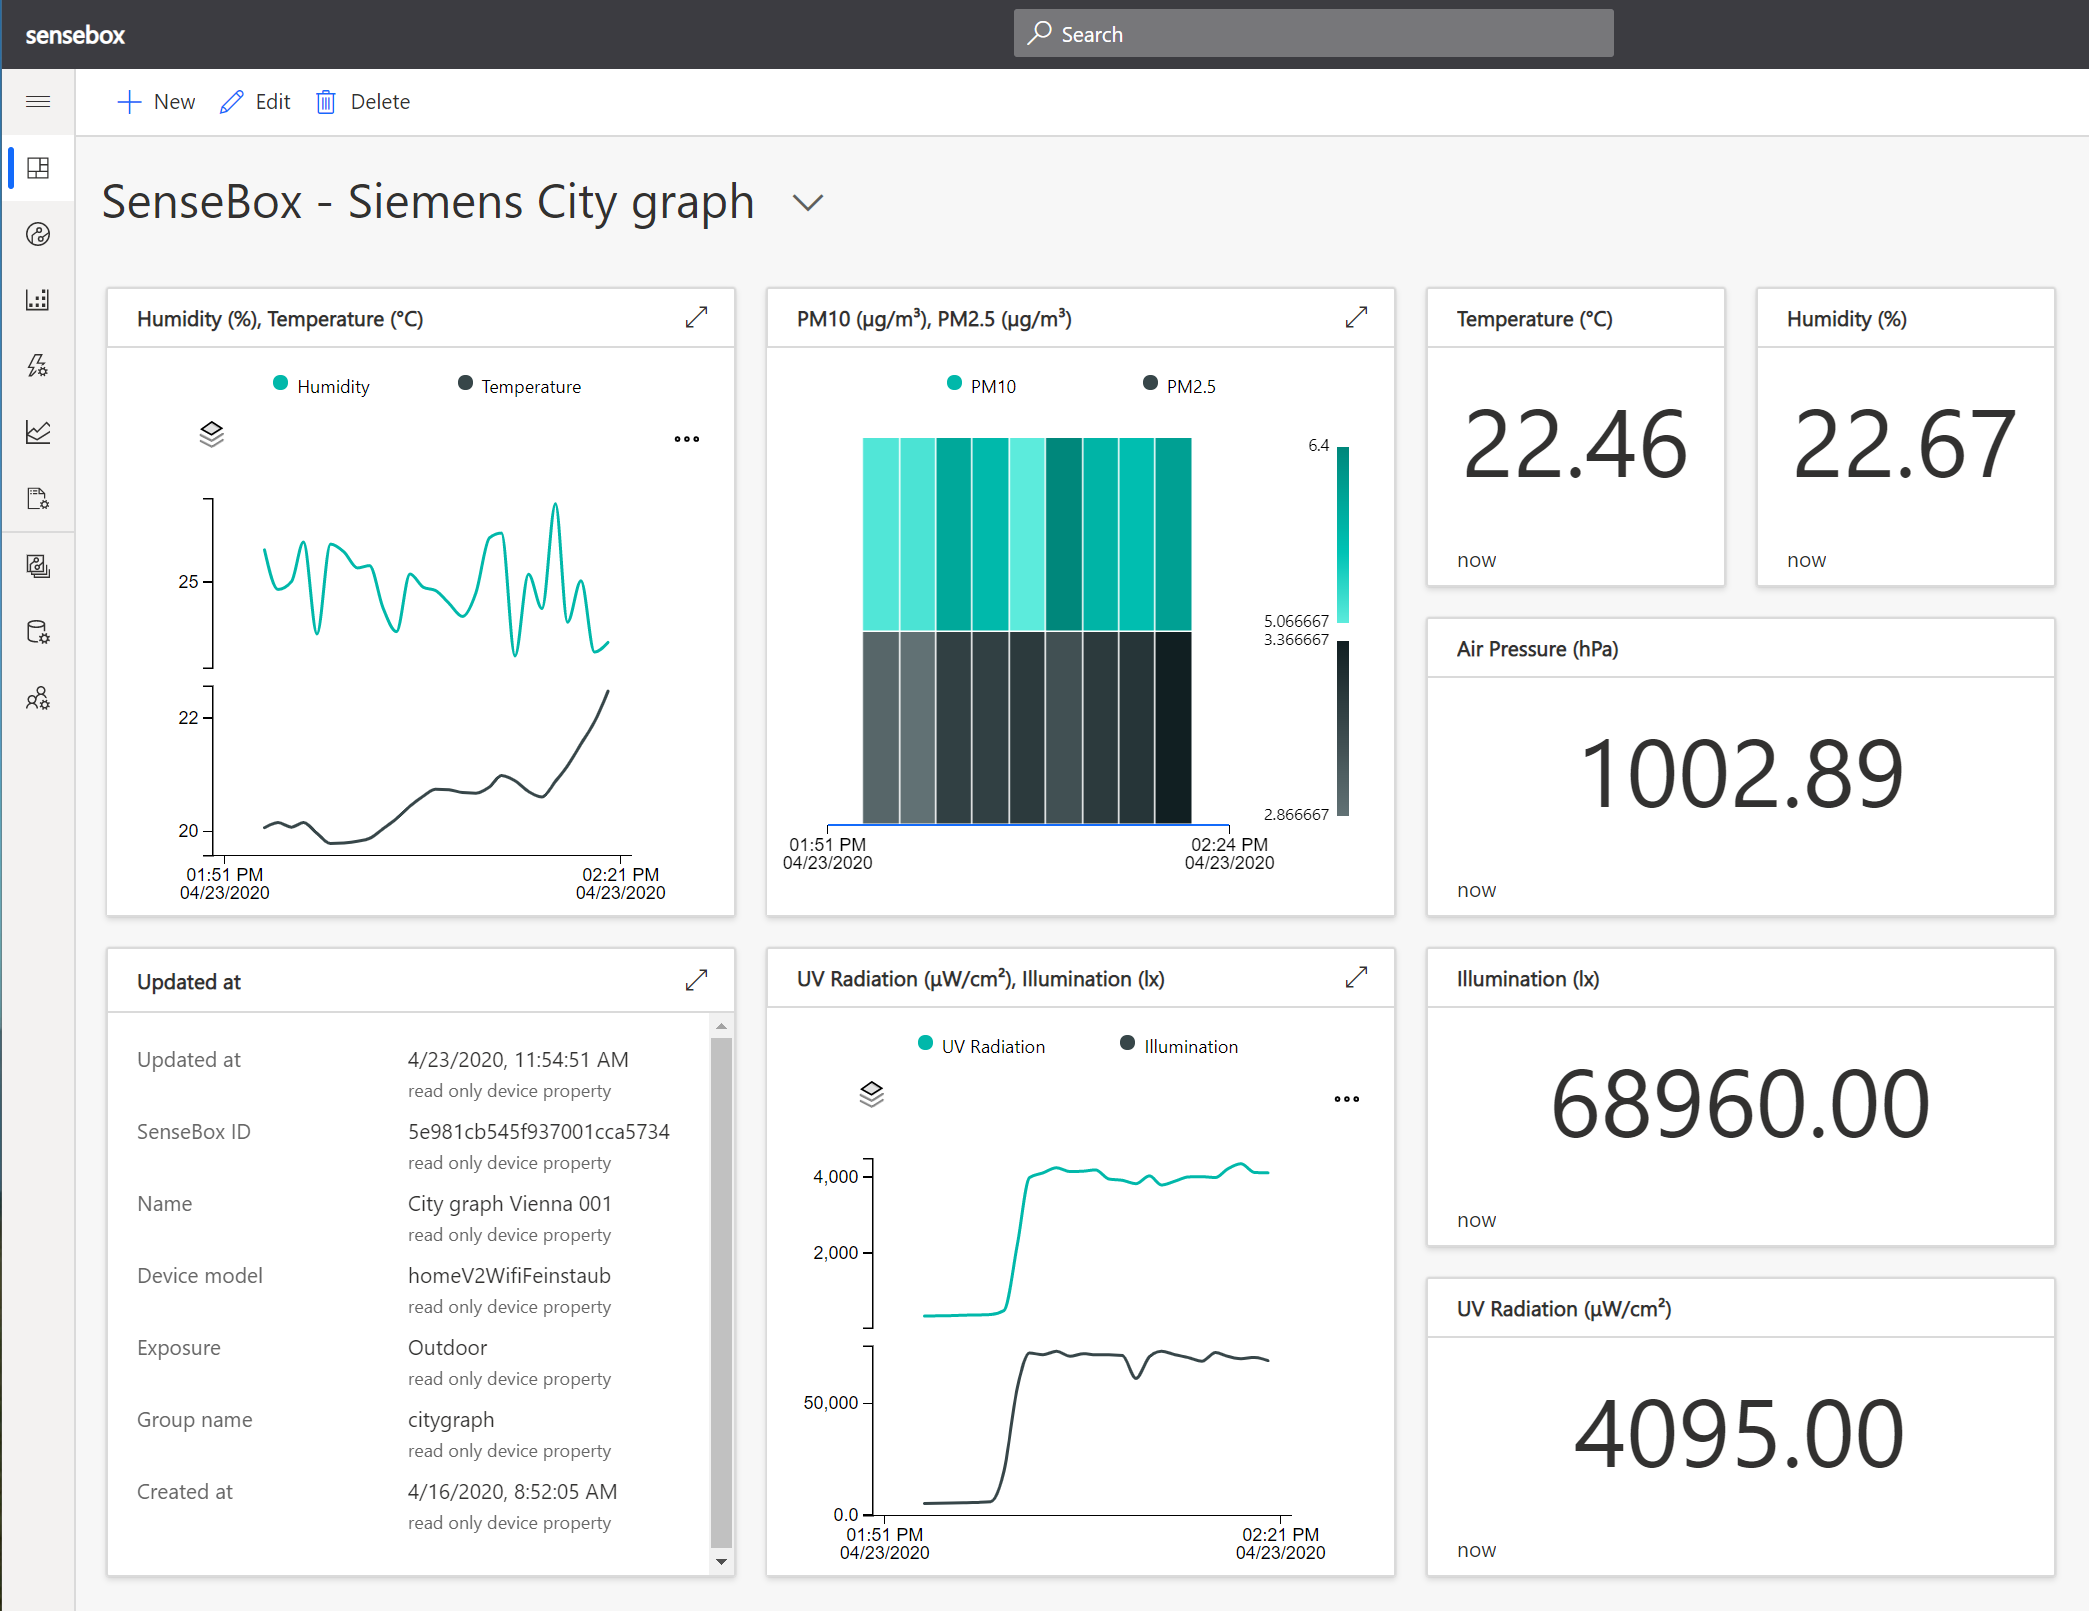 sensebox
Search
New Edit Delete
SenseBox - Siemens City graph
Humidity (%), Temperature (°C)
Humidity Temperature
25
22
20
01:51 PM 02:21 PM
04/23/2020 04/23/2020
PM10 (µg/m³), PM2.5 (µg/m³)
PM10 PM2.5
6.4
5.066667
3.366667
2.866667
01:51 PM 02:24 PM
04/23/2020 04/23/2020
Temperature (°C)
22.46
now
Humidity (%)
22.67
now
Air Pressure (hPa)
1002.89
now
Updated at
Updated at 4/23/2020, 11:54:51 AM
read only device property
SenseBox ID 5e981cb545f937001cca5734
read only device property
Name City graph Vienna 001
read only device property
Device model homeV2WifiFeinstaub
read only device property
Exposure Outdoor
read only device property
Group name citygraph
read only device property
Created at 4/16/2020, 8:52:05 AM
read only device property
UV Radiation (µW/cm²), Illumination (lx)
UV Radiation Illumination
4,000
2,000
50,000
0.0
01:51 PM 02:21 PM
04/23/2020 04/23/2020
Illumination (lx)
68960.00
now
UV Radiation (µW/cm²)
4095.00
now